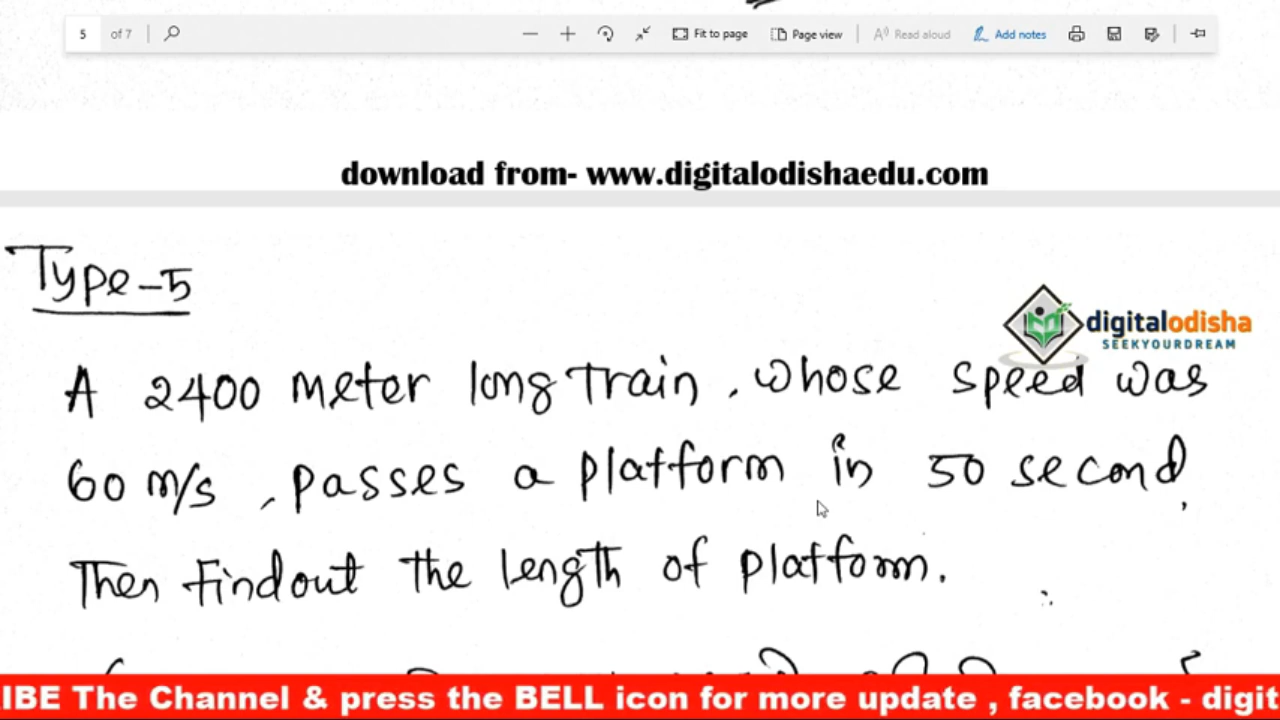 5 of 7 Fit to page Page view Read aloud Add notes
download from- www.digitalodishaedu.com
Type-5
digitalodisha
SEEKYOURDREAM
A 2400 meter long Train, whose speed was
60 m/s, passes a platform in 50 second,
Then findout the length of platform.
IBE The Channel & press the BELL icon for more update , facebook - digit